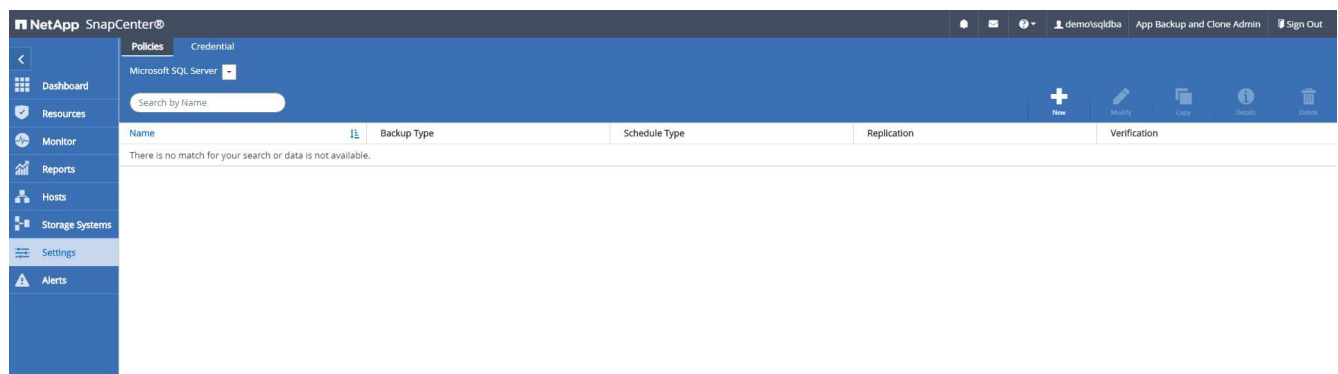 NetApp SnapCenter®
demo\sqldba App Backup and Clone Admin Sign Out
Policies Credential
Microsoft SQL Server
Search by Name
New Modify Copy Details Delete
Dashboard
Resources
Monitor
Reports
Hosts
Storage Systems
Settings
Alerts
Name Backup Type Schedule Type Replication Verification
There is no match for your search or data is not available.